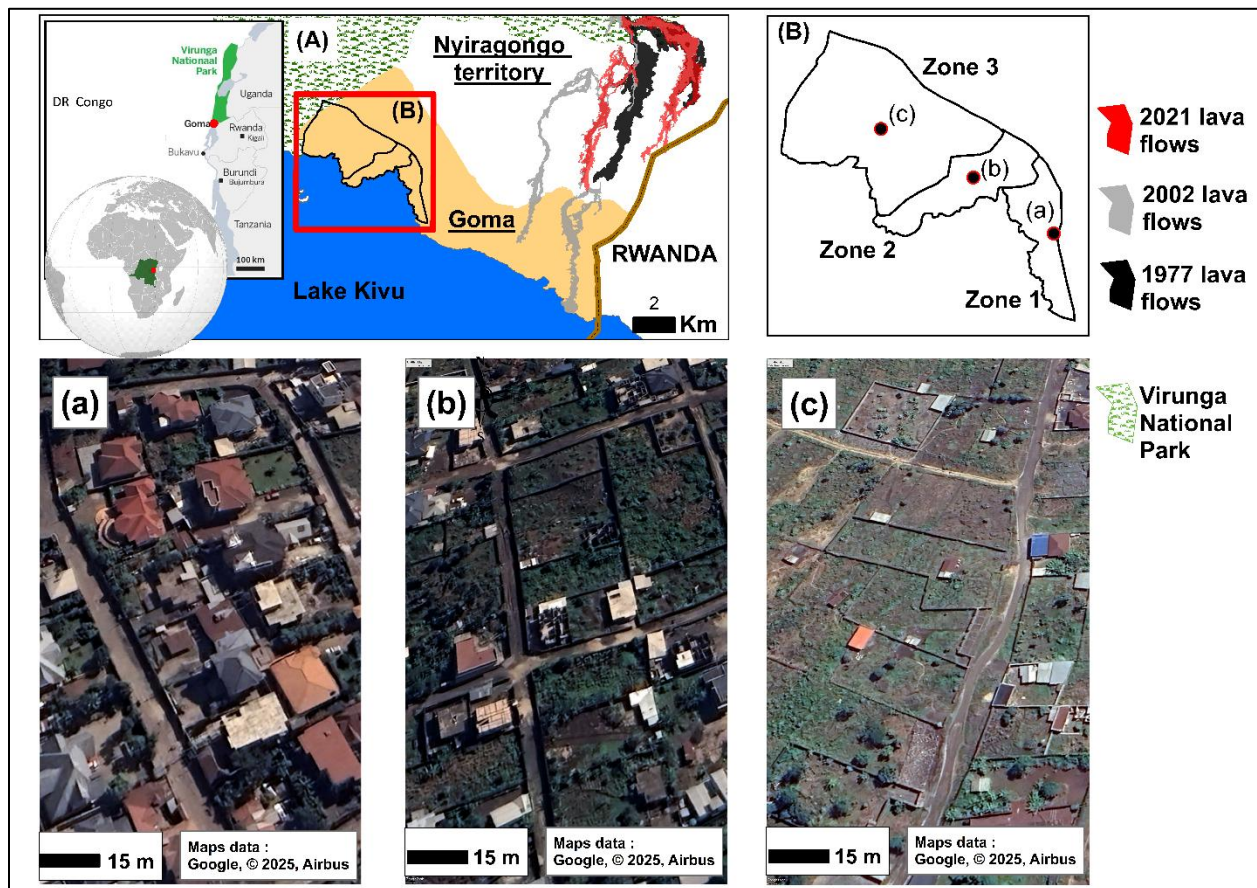 Virunga
Nationaal
Park
DR Congo
Uganda
Goma
Rwanda
Kigali
Bukavu
Burundi
Bujumbura
Tanzania
100 km
(A)
Nyiragongo
territory
(B)
Goma
RWANDA
Lake Kivu
2
Km
(B)
Zone 3
(c)
(b)
(a)
Zone 2
Zone 1
2021 lava
flows
2002 lava
flows
1977 lava
flows
Virunga
National
Park
(a)
15 m
Maps data :
Google, © 2025, Airbus
(b)
15 m
Maps data :
Google, © 2025, Airbus
(c)
15 m
Maps data :
Google, © 2025, Airbus